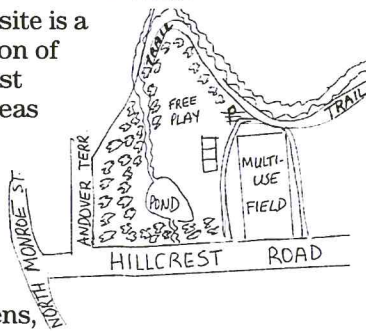 site is a
on of
st
eas
TRAIL
FREE
PLAY
TRAIL
MULTI-
USE
FIELD
POND
ANDOVER TERR.
NORTH MONROE ST.
HILLCREST ROAD
ens,